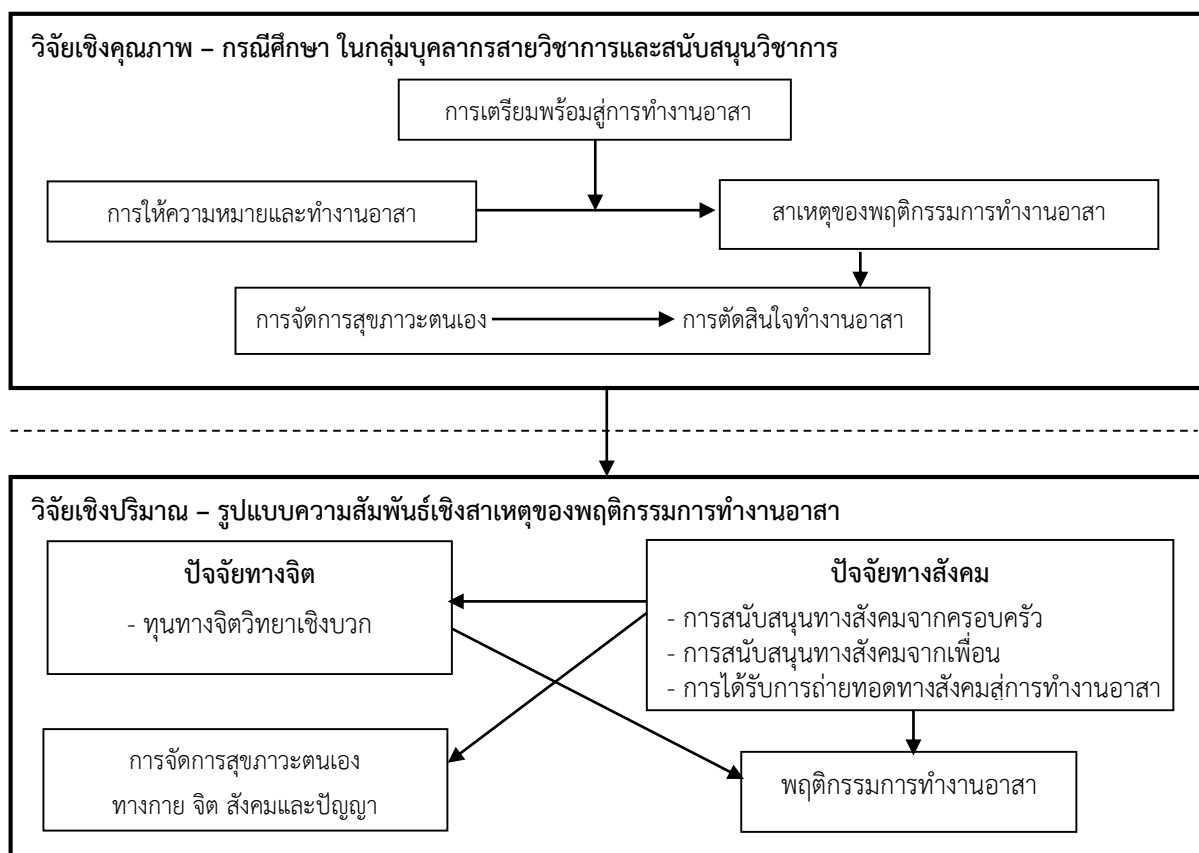 วิจัยเชิงคุณภาพ – กรณีศึกษา ในกลุ่มบุคลากรสายวิชาการและสนับสนุนวิชาการ
การเตรียมพร้อมสู่การทำงานอาสา
การให้ความหมายและทำงานอาสา
สาเหตุของพฤติกรรมการทำงานอาสา
การจัดการสุขภาวะตนเอง
การตัดสินใจทำงานอาสา
วิจัยเชิงปริมาณ – รูปแบบความสัมพันธ์เชิงสาเหตุของพฤติกรรมการทำงานอาสา
ปัจจัยทางจิต
- ทุนทางจิตวิทยาเชิงบวก
ปัจจัยทางสังคม
- การสนับสนุนทางสังคมจากครอบครัว
- การสนับสนุนทางสังคมจากเพื่อน
- การได้รับการถ่ายทอดทางสังคมสู่การทำงานอาสา
การจัดการสุขภาวะตนเอง
ทางกาย จิต สังคมและปัญญา
พฤติกรรมการทำงานอาสา